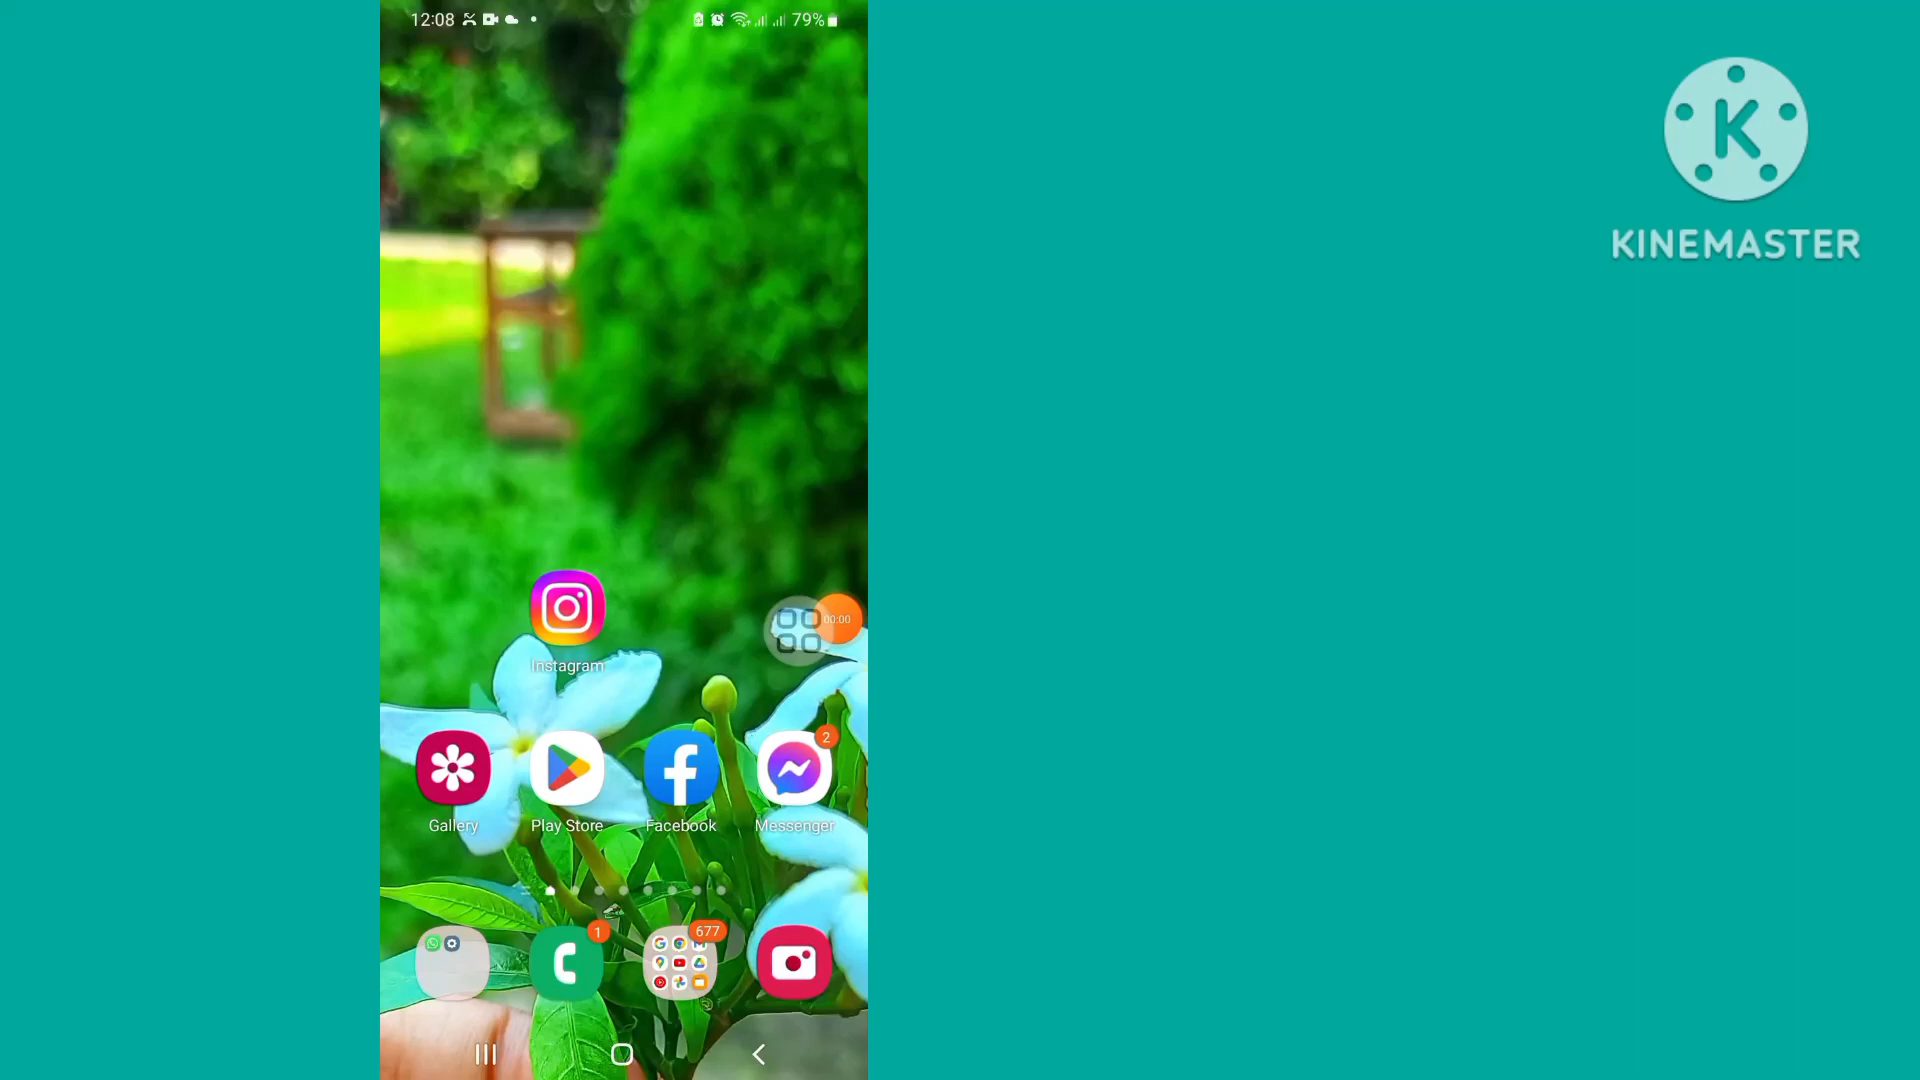 12:08
79%
K
KINEMASTER
00:00
Instagram
2
Gallery
Play Store
Facebook
Messenger
1
677